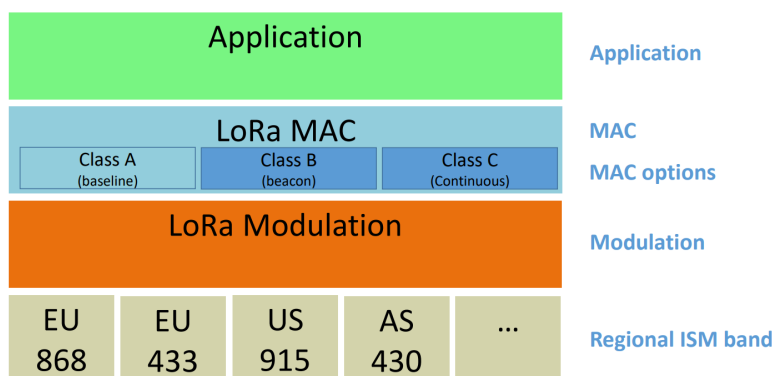 Application
Application
LoRa MAC
MAC
Class A
(baseline)
Class B
(beacon)
Class C
(Continuous)
MAC options
LoRa Modulation
Modulation
EU
868
EU
433
US
915
AS
430
...
Regional ISM band